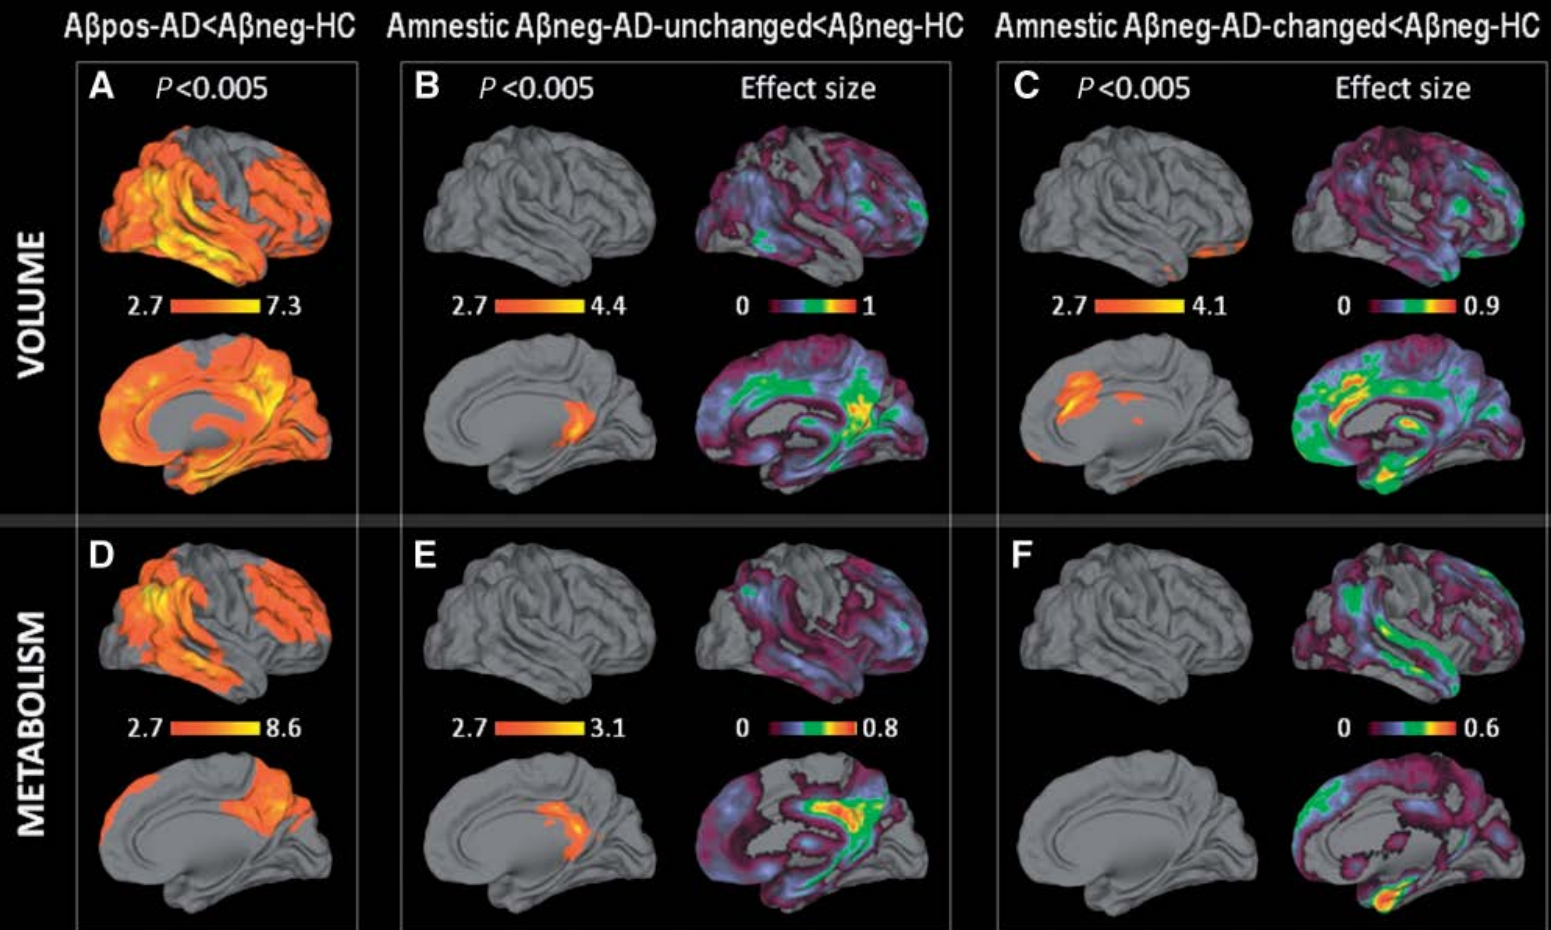 Aβpos-AD<Aβneg-HC
Amnestic Aβneg-AD-unchanged<Aβneg-HC
Amnestic Aβneg-AD-changed<Aβneg-HC
VOLUME
A P<0.005
2.7 7.3
B P<0.005 Effect size
2.7 4.4 0 1
C P<0.005 Effect size
2.7 4.1 0 0.9
METABOLISM
D
2.7 8.6
E
2.7 3.1 0 0.8
F
0 0.6